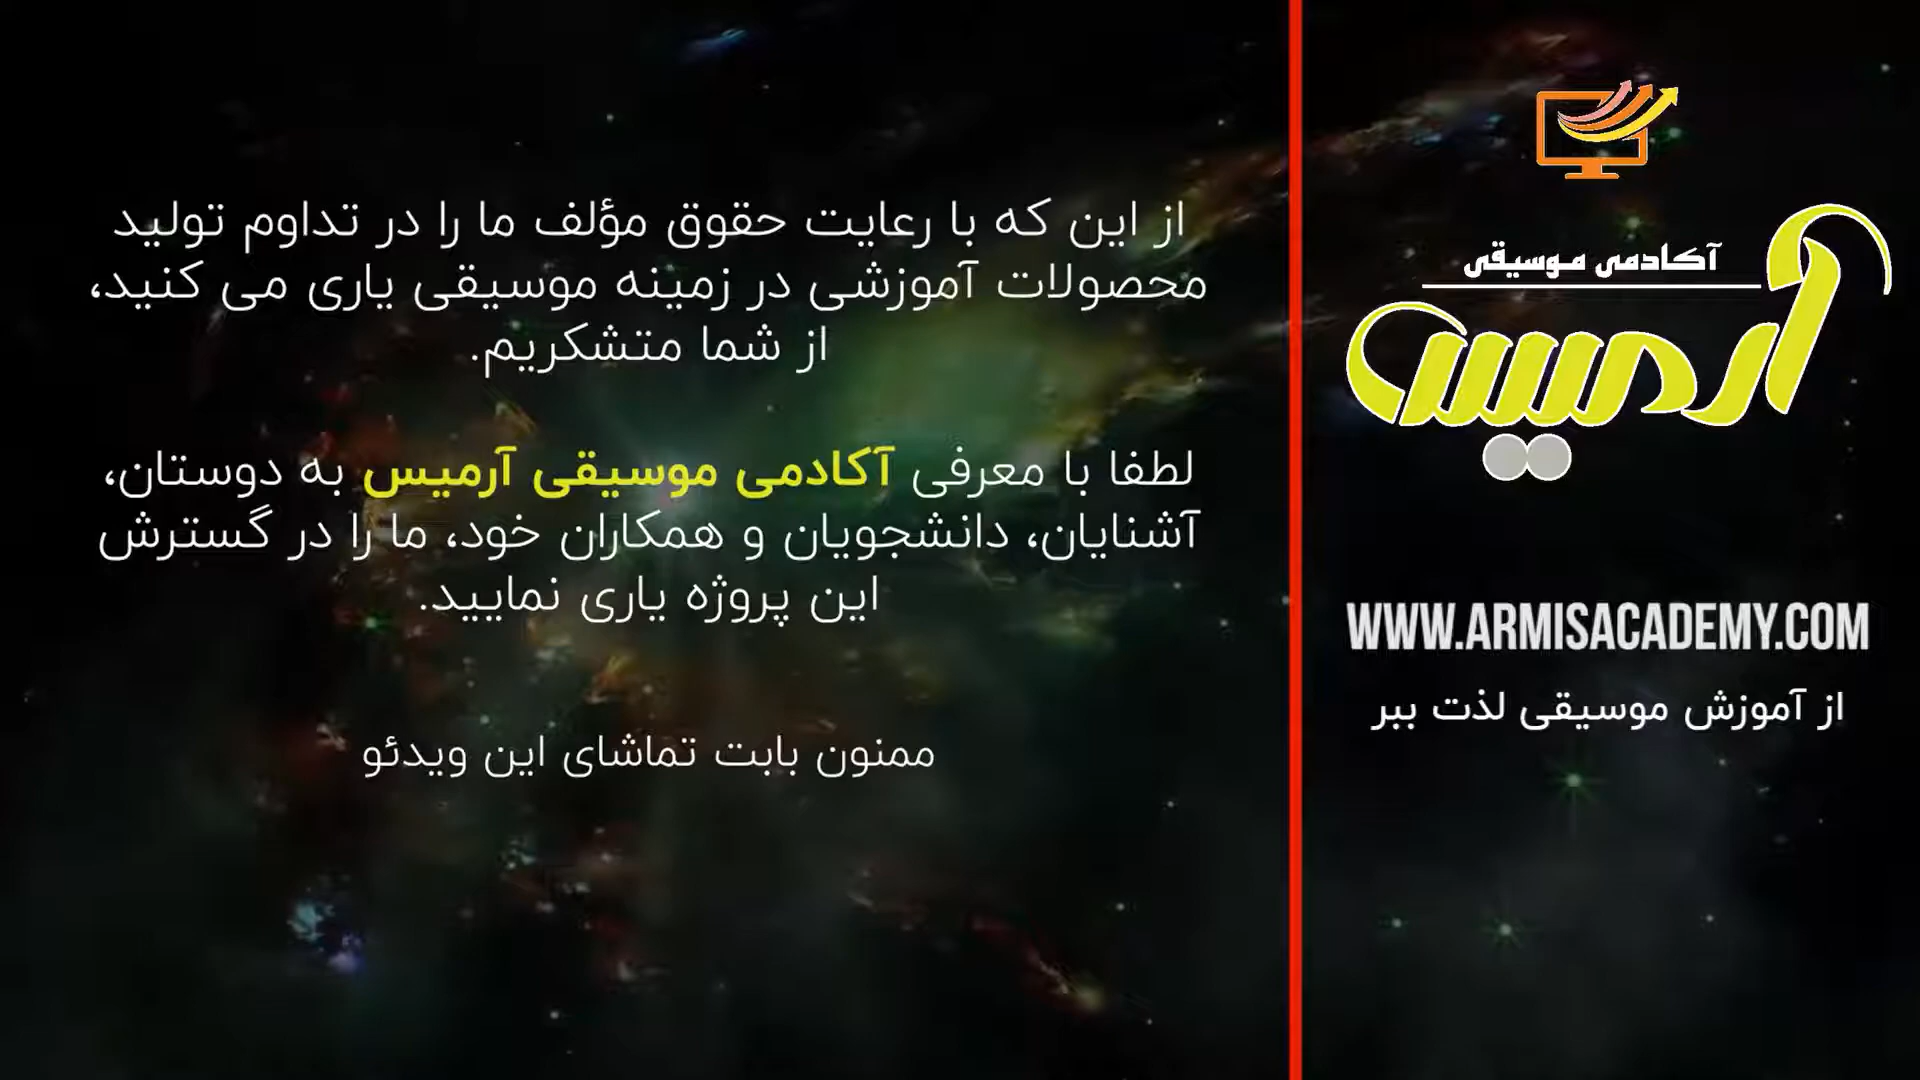 از این که با رعایت حقوق مؤلف ما را در تداوم تولید
محصولات آموزشی در زمینه موسیقی یاری می کنید،
از شما متشکریم.
لطفا با معرفی آکادمی موسیقی آرمیس به دوستان،
آشنایان، دانشجویان و همکاران خود، ما را در گسترش
این پروژه یاری نمایید.
ممنون بابت تماشای این ویدئو
آکادمی موسیقی
آرمیس
WWW.ARMISACADEMY.COM
از آموزش موسیقی لذت ببر